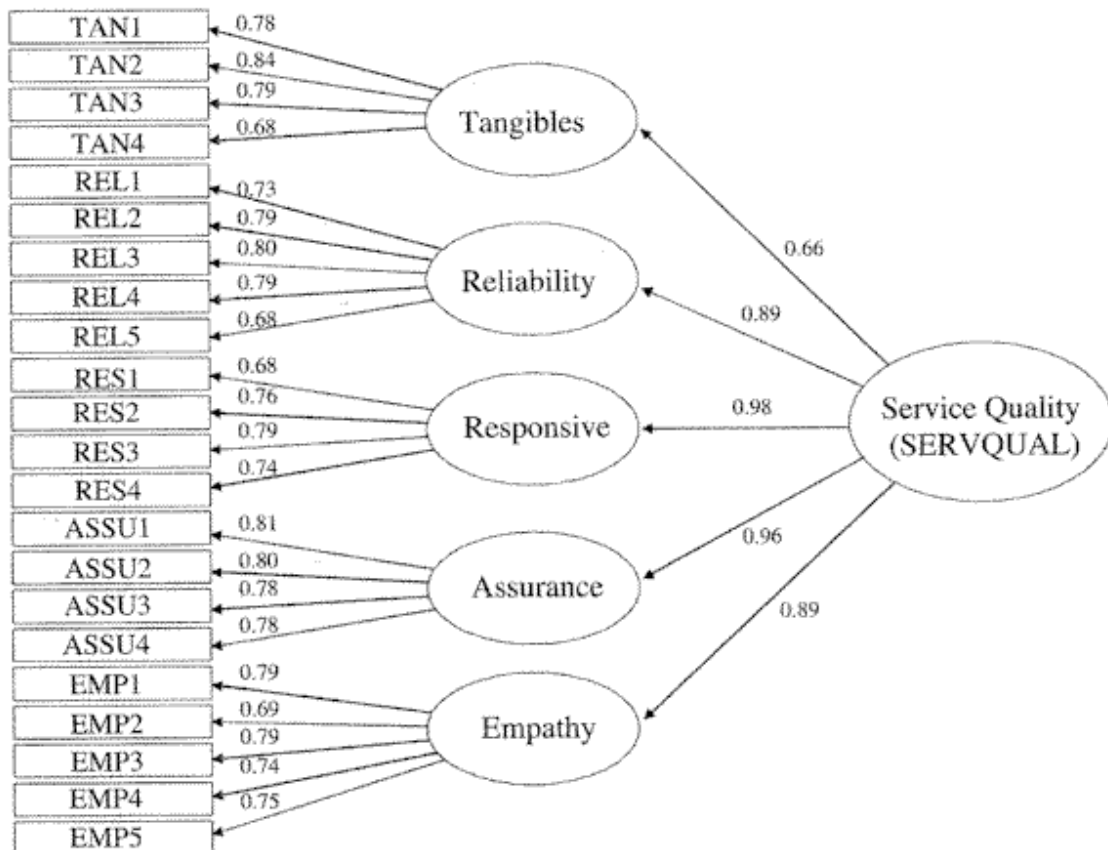 TAN1
0.78
TAN2
0.84
TAN3
0.79
TAN4
0.68
Tangibles
REL1
0.73
REL2
0.79
REL3
0.80
REL4
0.79
REL5
0.68
Reliability
RES1
0.68
RES2
0.76
RES3
0.79
RES4
0.74
Responsive
ASSU1
0.81
ASSU2
0.80
ASSU3
0.78
ASSU4
0.78
Assurance
EMP1
0.79
EMP2
0.69
EMP3
0.79
EMP4
0.74
EMP5
0.75
Empathy
0.66
0.89
0.98
0.96
0.89
Service Quality
(SERVQUAL)